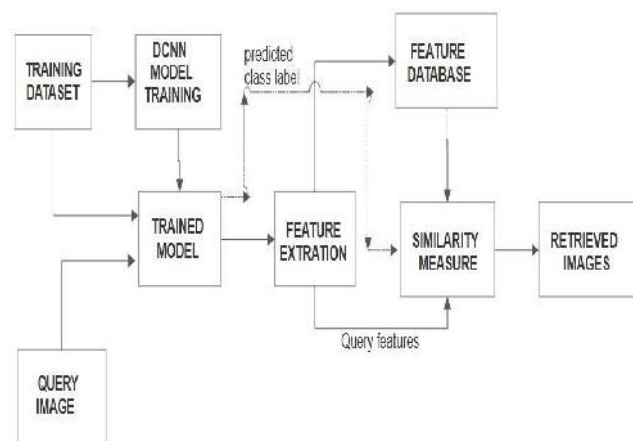 TRAINING
DATASET
DCNN
MODEL
TRAINING
predicted
class label
FEATURE
DATABASE
TRAINED
MODEL
FEATURE
EXTRATION
SIMILARITY
MEASURE
RETRIEVED
IMAGES
Query features
QUERY
IMAGE